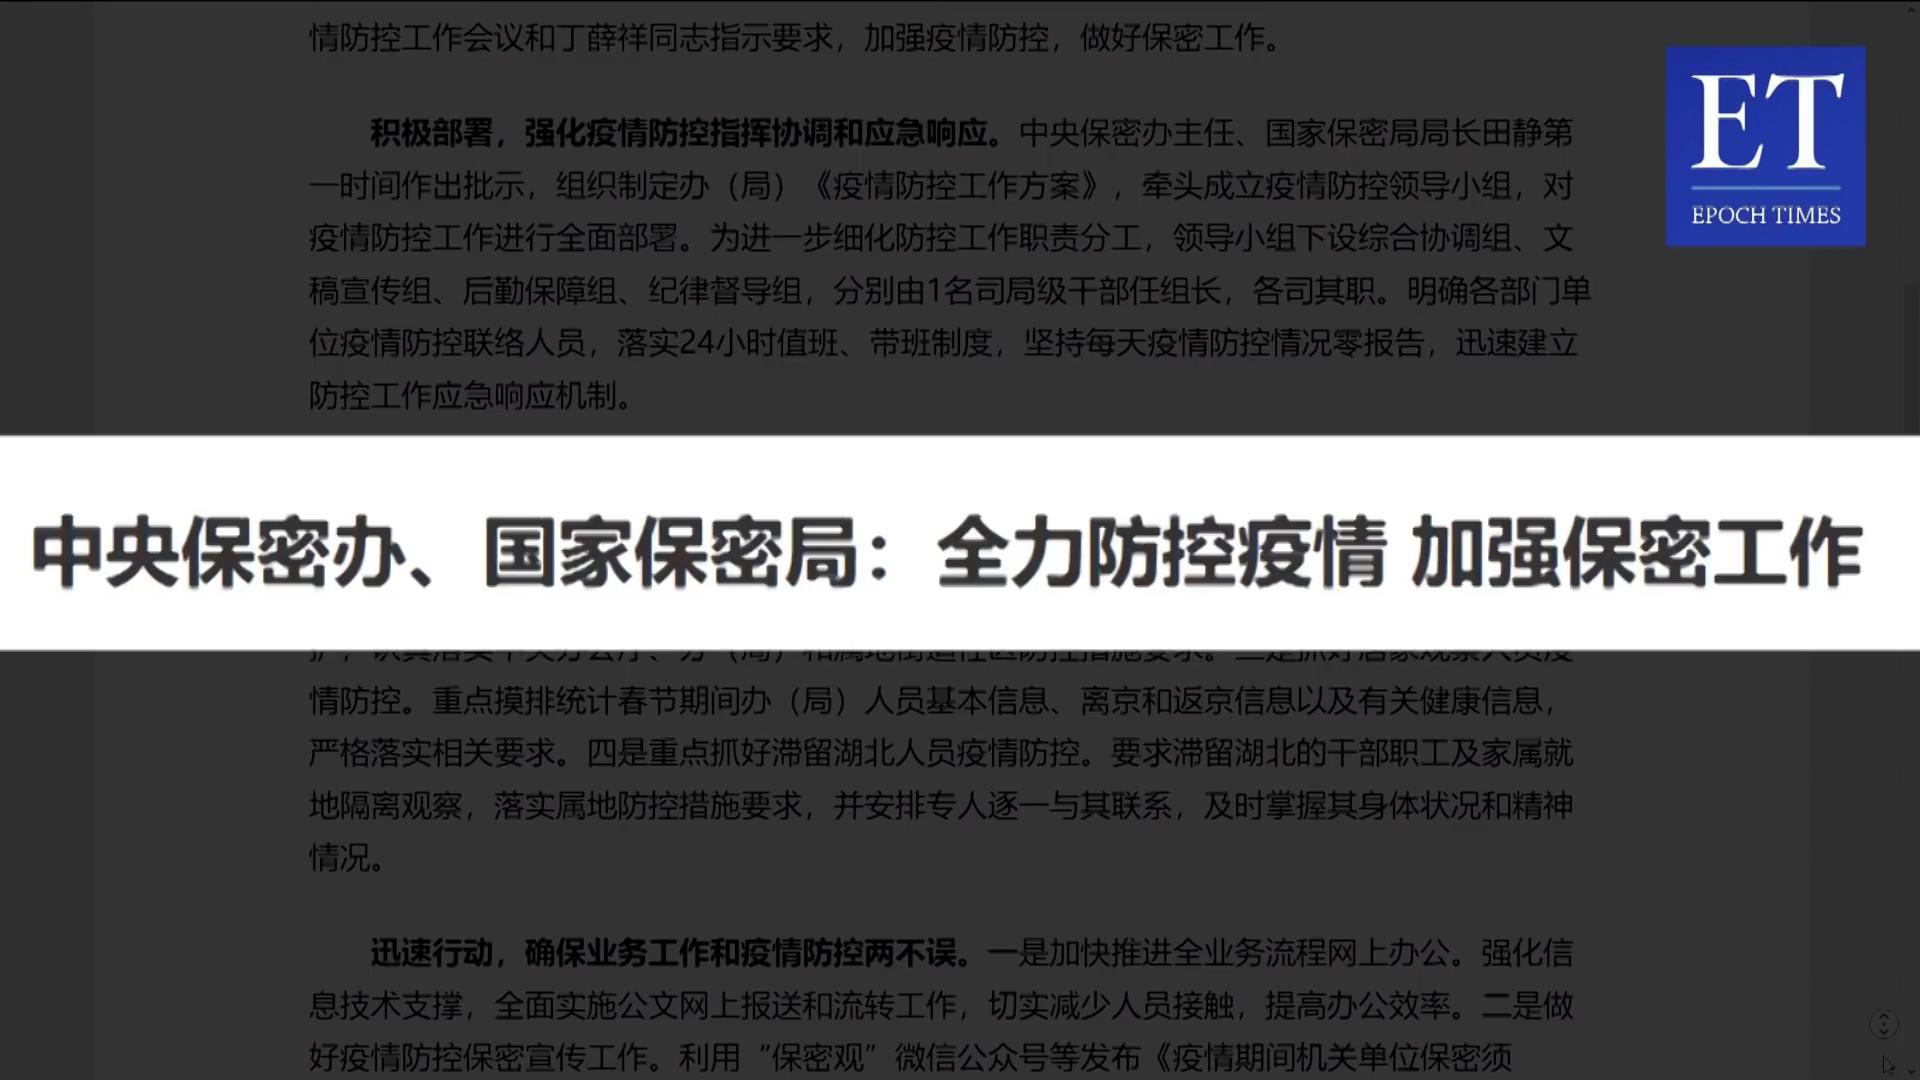 情防控工作会议和丁薛祥同志指示要求，加强疫情防控，做好保密工作。
积极部署，强化疫情防控指挥协调和应急响应。中央保密办主任、国家保密局局长田静第
一时间作出批示，组织制定办（局）《疫情防控工作方案》，牵头成立疫情防控领导小组，对
疫情防控工作进行全面部署。为进一步细化防控工作职责分工，领导小组下设综合协调组、文
稿宣传组、后勤保障组、纪律督导组，分别由1名司局级干部任组长，各司其职。明确各部门单
位疫情防控联络人员，落实24小时值班、带班制度，坚持每天疫情防控情况零报告，迅速建立
防控工作应急响应机制。
ET
EPOCH TIMES
中央保密办、国家保密局：全力防控疫情 加强保密工作
情防控。重点摸排统计春节期间办（局）人员基本信息、离京和返京信息以及有关健康信息，
严格落实相关要求。四是重点抓好滞留湖北人员疫情防控。要求滞留湖北的干部职工及家属就
地隔离观察，落实属地防控措施要求，并安排专人逐一与其联系，及时掌握其身体状况和精神
情况。
迅速行动，确保业务工作和疫情防控两不误。一是加快推进全业务流程网上办公。强化信
息技术支撑，全面实施公文网上报送和流转工作，切实减少人员接触，提高办公效率。二是做
好疫情防控保密宣传工作。利用“保密观”微信公众号等发布《疫情期间机关单位保密须